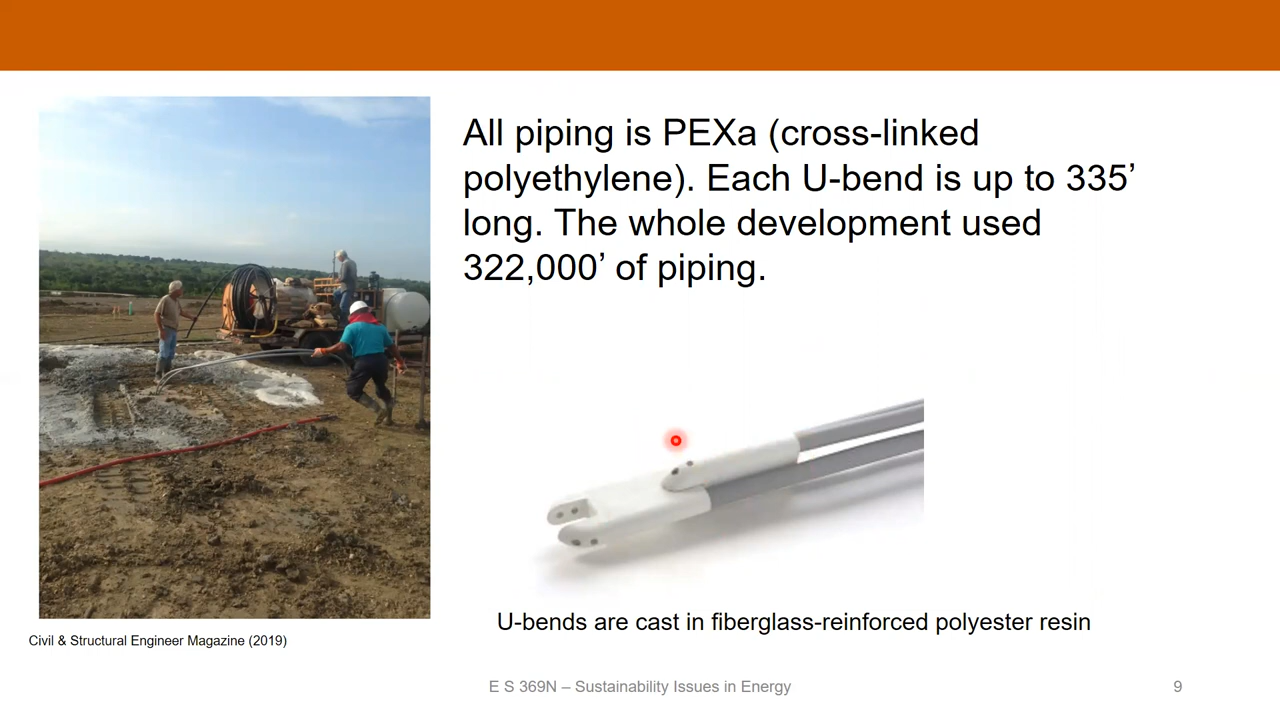 All piping is PEXa (cross-linked
polyethylene). Each U-bend is up to 335’
long. The whole development used
322,000’ of piping.
U-bends are cast in fiberglass-reinforced polyester resin
Civil & Structural Engineer Magazine (2019)
E S 369N – Sustainability Issues in Energy
9